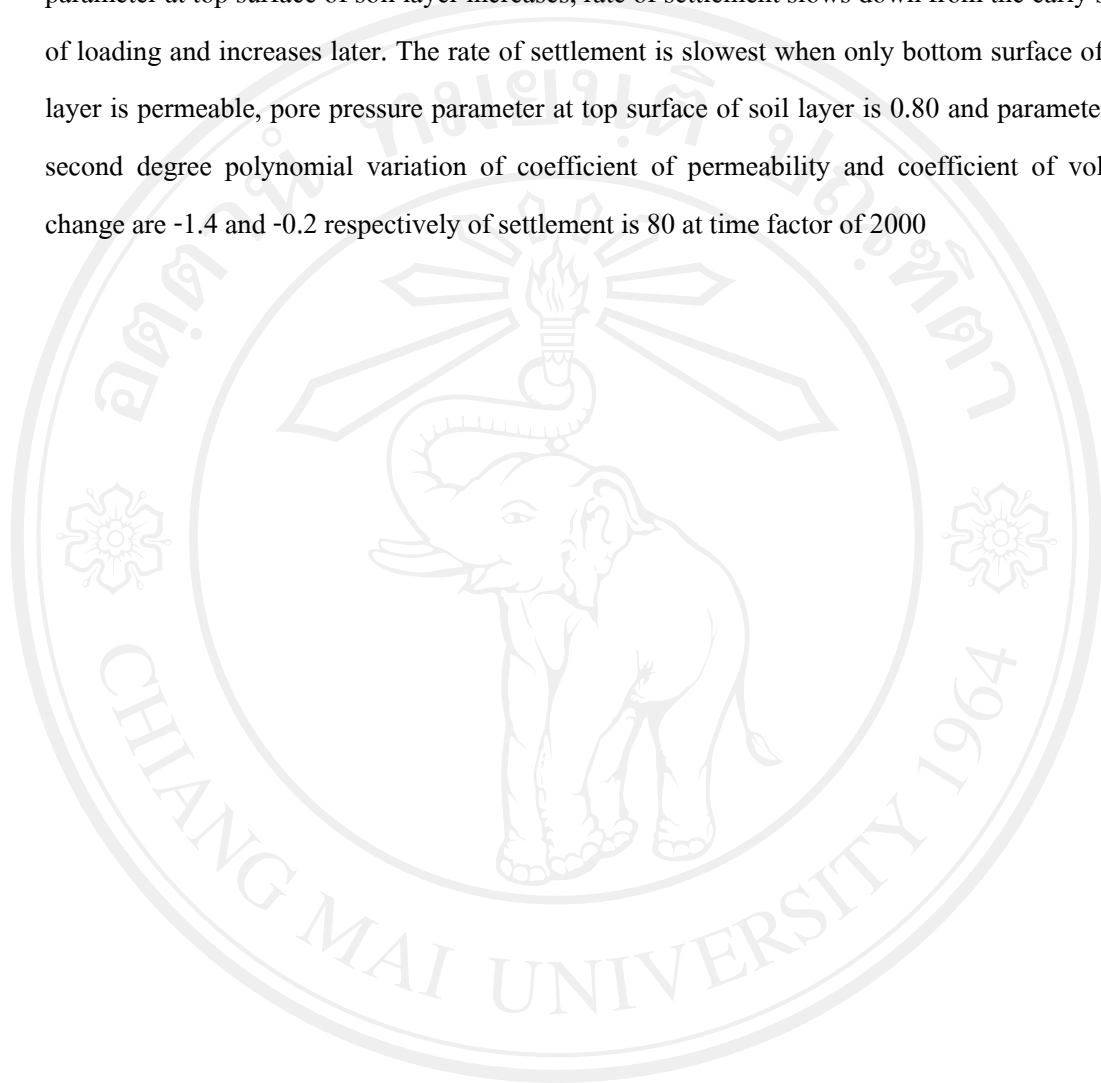 parameter at top surface of soil layer increases, rate of settlement slows down from the early
of loading and increases later. The rate of settlement is slowest when only bottom surface of
layer is permeable, pore pressure parameter at top surface of soil layer is 0.80 and
second degree polynomial variation of coefficient of permeability and coefficient of
change are -1.4 and -0.2 respectively of settlement is 80 at time factor of 2000
CHIANG MAI UNIVERSITY 1964